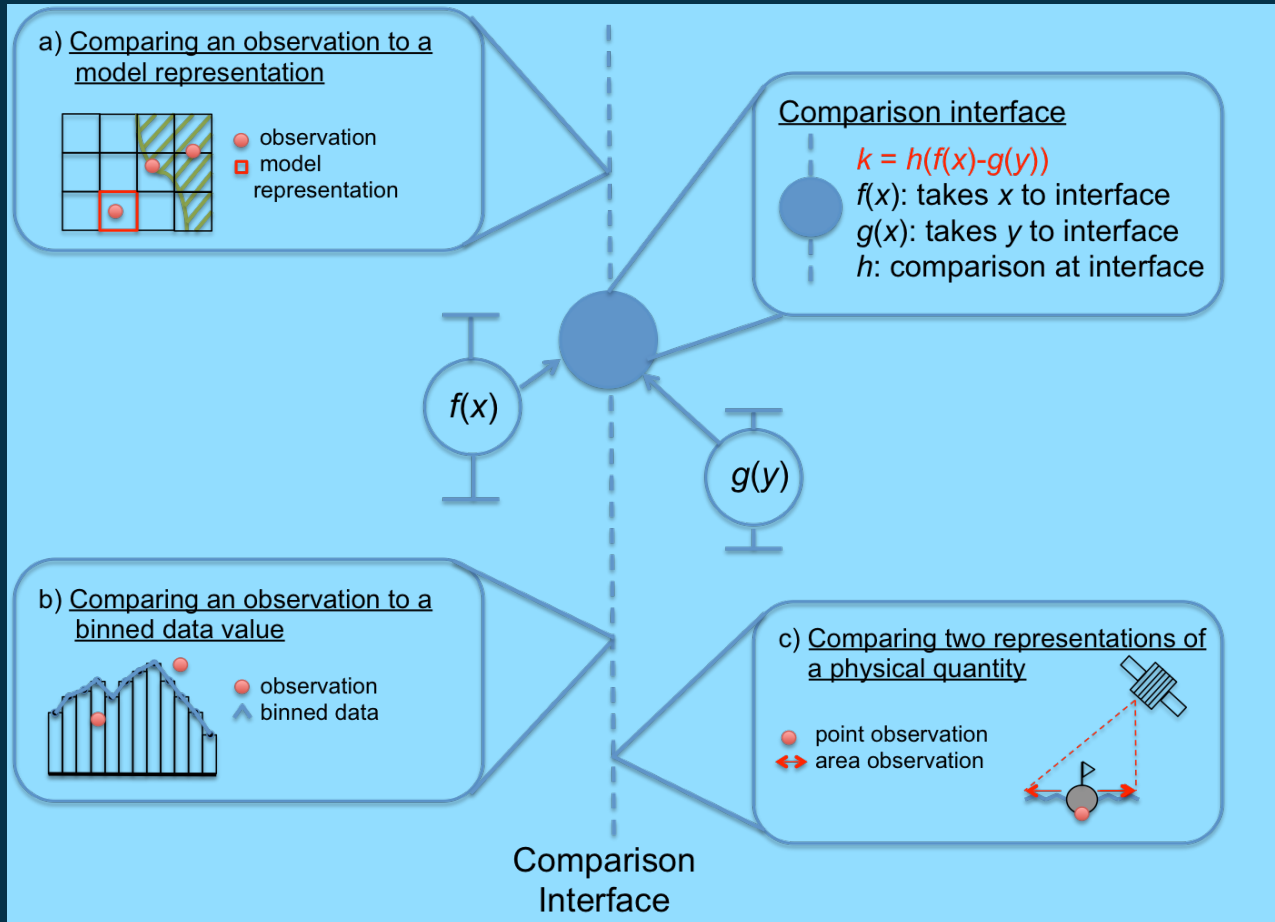 a) Comparing an observation to a
model representation
observation
model
representation
Comparison interface
k = h(f(x)-g(y))
f(x): takes x to interface
g(x): takes y to interface
h: comparison at interface
f(x)
g(y)
b) Comparing an observation to a
binned data value
observation
binned data
c) Comparing two representations of
a physical quantity
point observation
area observation
Comparison
Interface